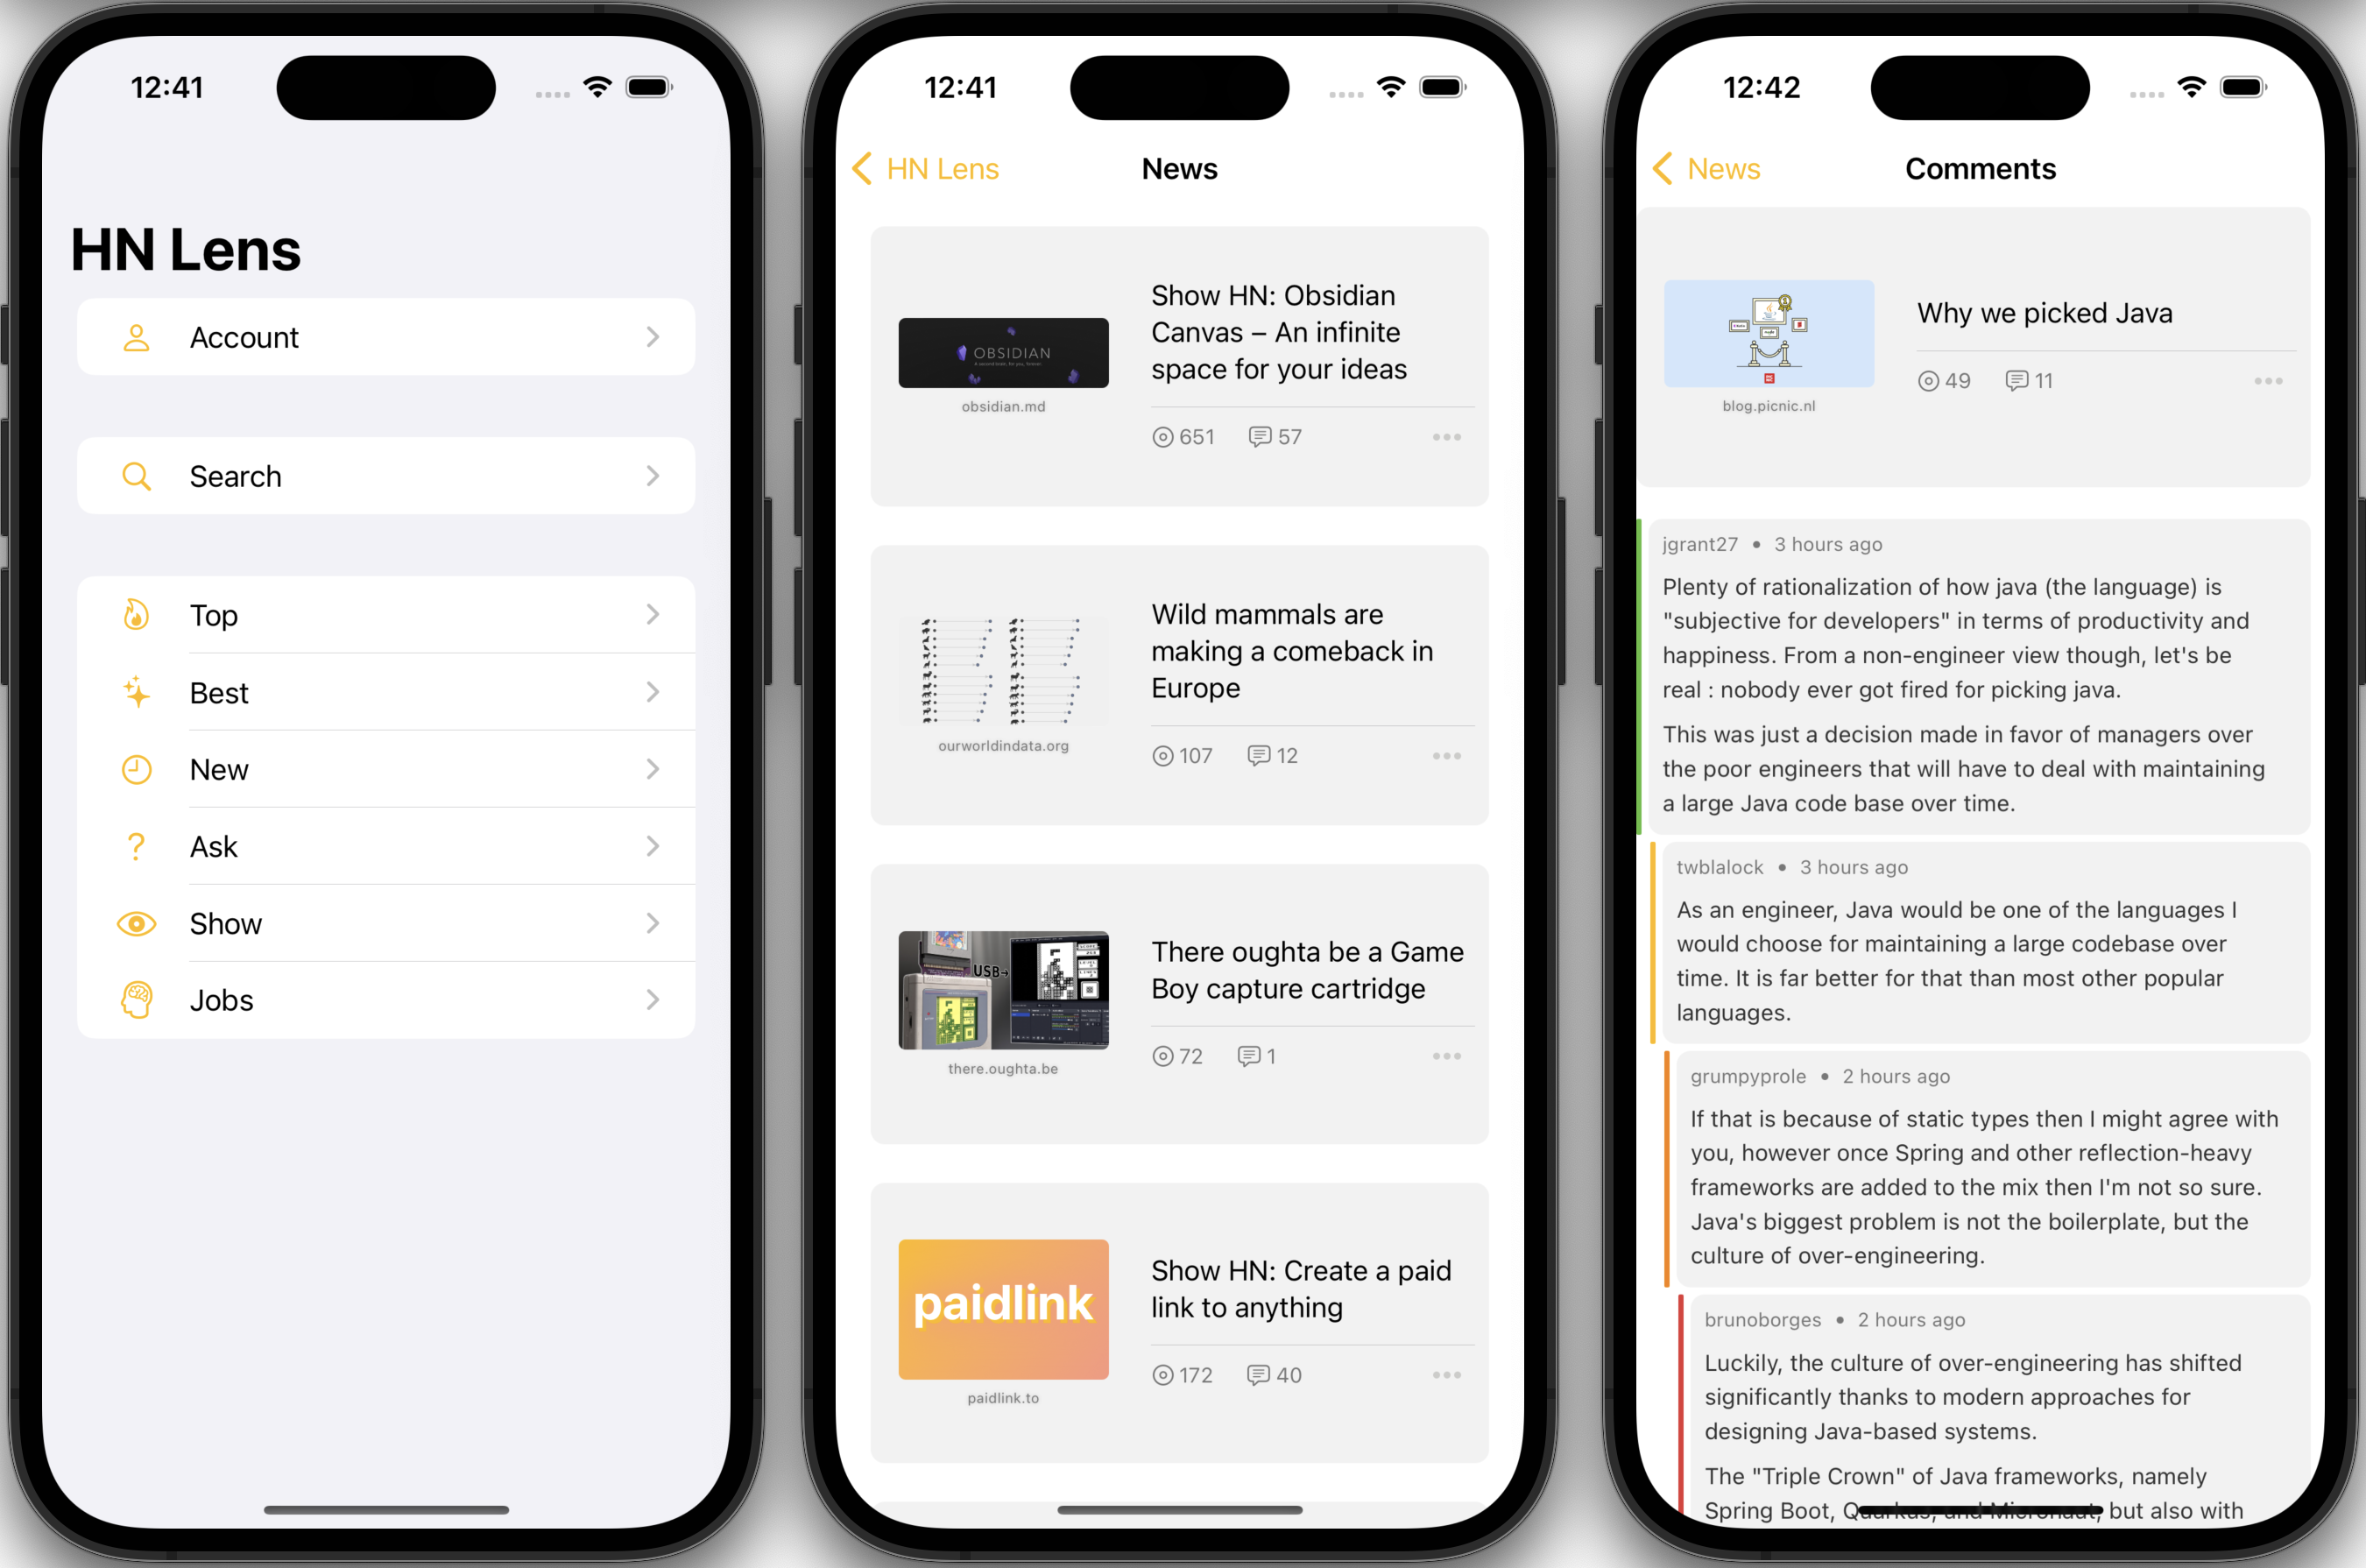 12:41
HN Lens
Account
Search
Top
Best
New
Ask
Show
Jobs
12:41
HN Lens
News
OBSIDIAN
obsidian.md
Show HN: Obsidian
Canvas – An infinite
space for your ideas
651 57
ourworldindata.org
Wild mammals are
making a comeback in
Europe
107 12
USB→
there.oughta.be
There oughta be a Game
Boy capture cartridge
72 1
paidlink
paidlink.to
Show HN: Create a paid
link to anything
172 40
12:42
News
Comments
blog.picnic.nl
Why we picked Java
49 11
jgrant27 • 3 hours ago
Plenty of rationalization of how java (the language) is
"subjective for developers" in terms of productivity and
happiness. From a non-engineer view though, let's be
real : nobody ever got fired for picking java.
This was just a decision made in favor of managers over
the poor engineers that will have to deal with maintaining
a large Java code base over time.
twblalock • 3 hours ago
As an engineer, Java would be one of the languages I
would choose for maintaining a large codebase over
time. It is far better for that than most other popular
languages.
grumpyprole • 2 hours ago
If that is because of static types then I might agree with
you, however once Spring and other reflection-heavy
frameworks are added to the mix then I'm not so sure.
Java's biggest problem is not the boilerplate, but the
culture of over-engineering.
brunoborges • 2 hours ago
Luckily, the culture of over-engineering has shifted
significantly thanks to modern approaches for
designing Java-based systems.
The "Triple Crown" of Java frameworks, namely
Spring Boot, Quarkus, and Micronaut, but also with